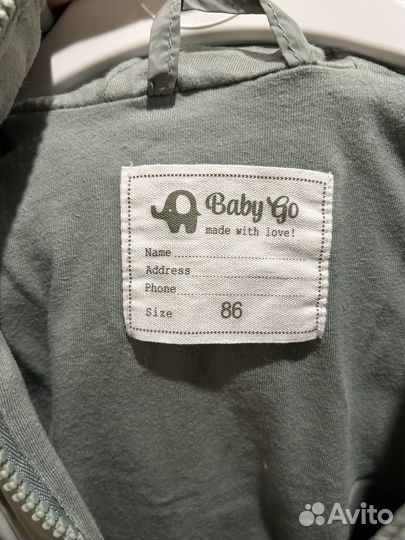 Baby Go
made with love!
Name
Address
Phone
Size 86
Avito